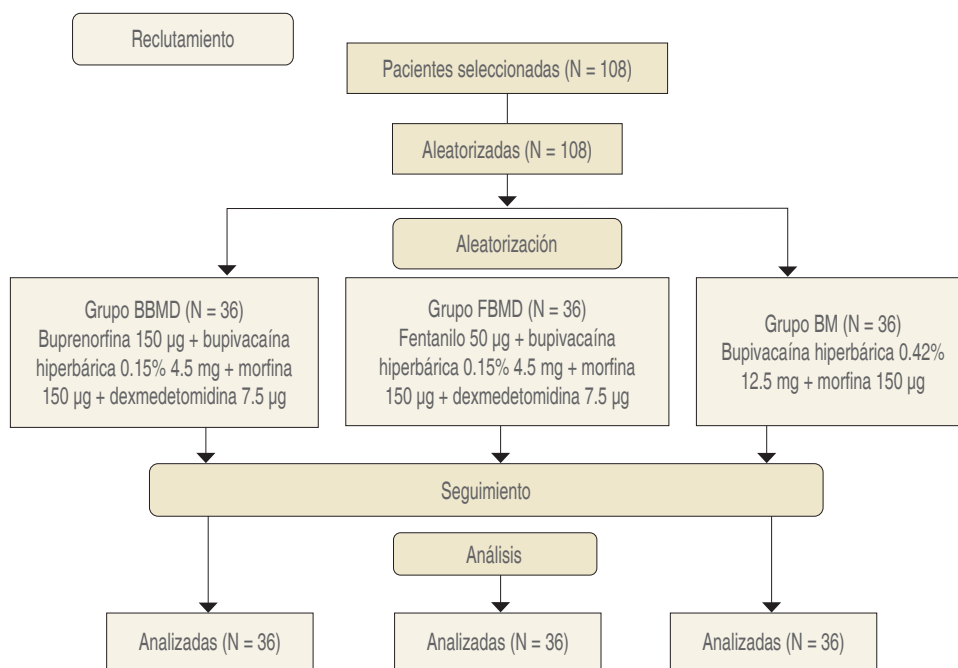 Reclutamiento
Pacientes seleccionadas (N = 108)
Aleatorizadas (N = 108)
Aleatorización
Grupo BBMD (N = 36)
Buprenorfina 150 µg + bupivacaína
hiperbárica 0.15% 4.5 mg + morfina
150 µg + dexmedetomidina 7.5 µg
Grupo FBMD (N = 36)
Fentanilo 50 µg + bupivacaína
hiperbárica 0.15% 4.5 mg + morfina
150 µg + dexmedetomidina 7.5 µg
Grupo BM (N = 36)
Bupivacaína hiperbárica 0.42%
12.5 mg + morfina 150 µg
Seguimiento
Análisis
Analizadas (N = 36)
Analizadas (N = 36)
Analizadas (N = 36)